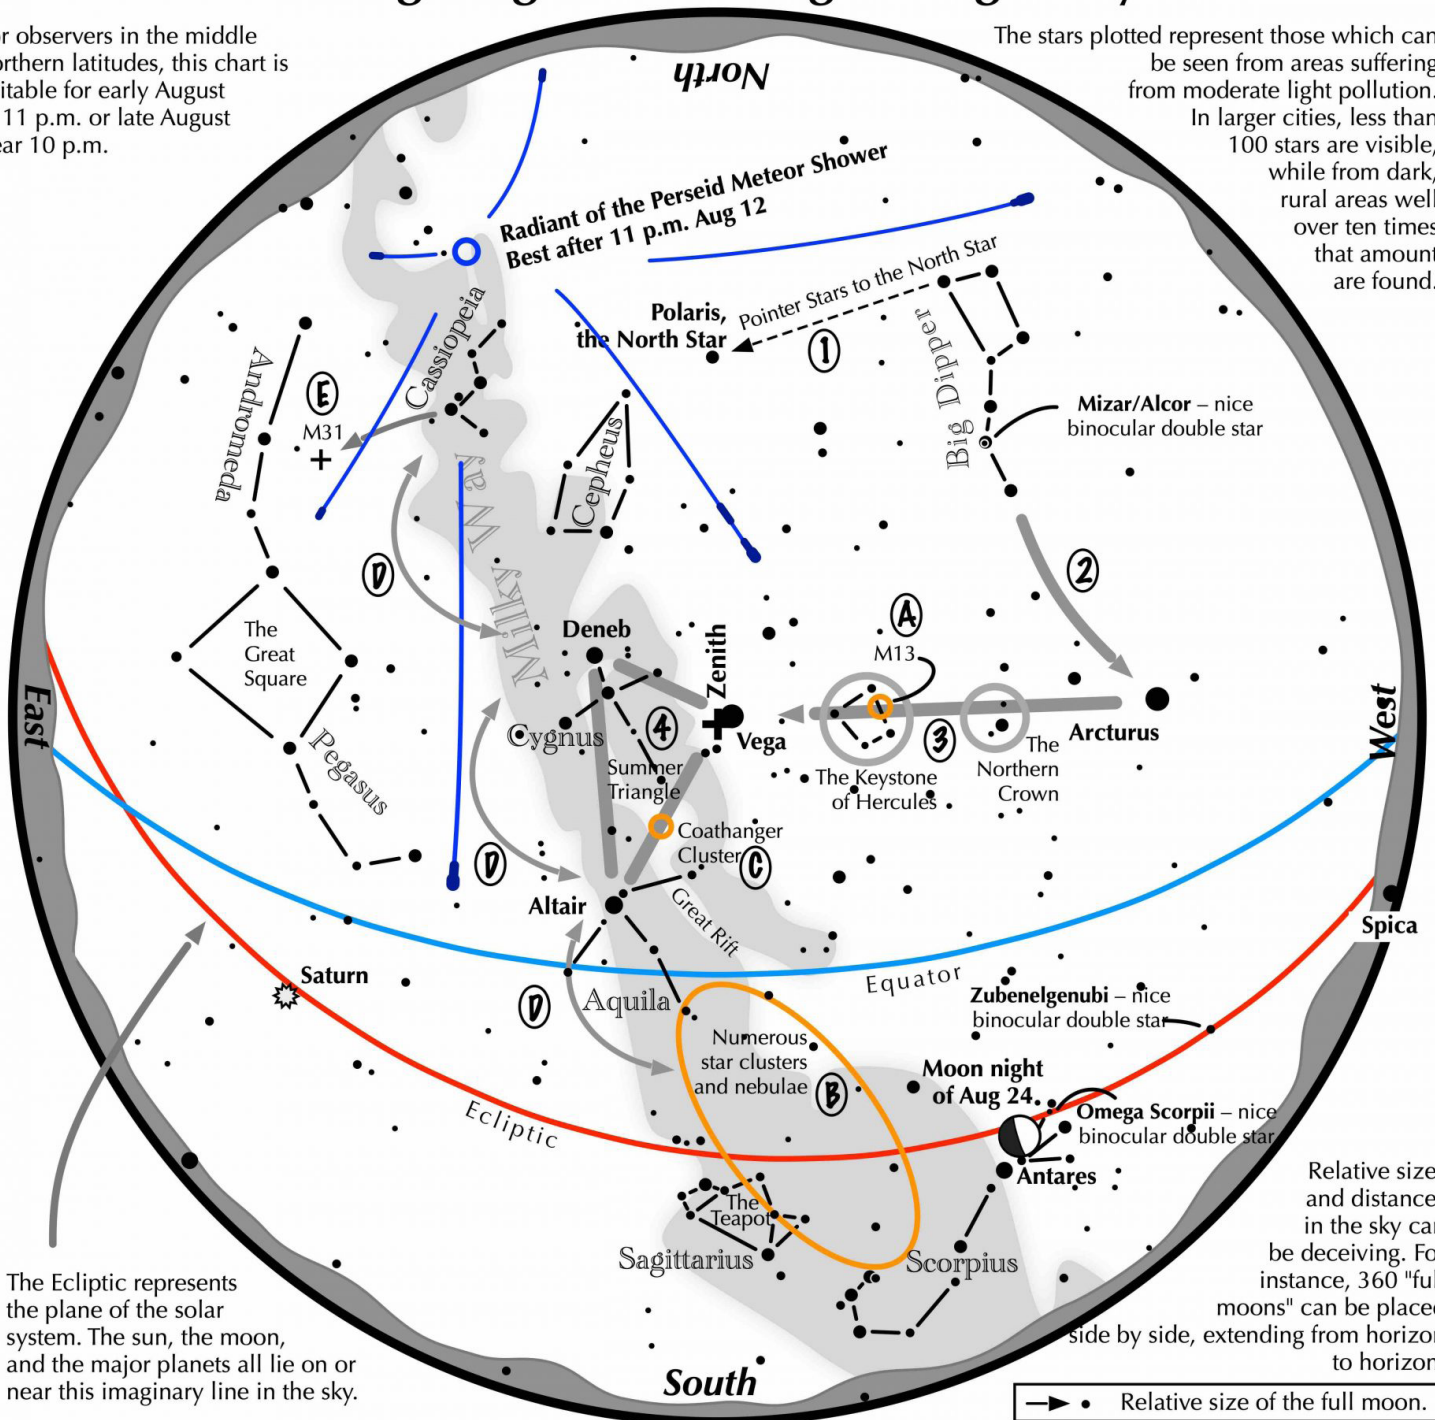 North
or observers in the middle
orthern latitudes, this chart is
itable for early August
11 p.m. or late August
ear 10 p.m.
The stars plotted represent those which can
be seen from areas suffering
from moderate light pollution.
In larger cities, less than
100 stars are visible,
while from dark,
rural areas well
over ten times
that amount
are found.
Radiant of the Perseid Meteor Shower
Best after 11 p.m. Aug 12
Pointer Stars to the North Star
Polaris,
the North Star
1
Big Dipper
Mizar/Alcor – nice
binocular double star
Cassiopeia
Andromeda
E
M31
Cepheus
Milky Way
D
2
A
M13
Deneb
Zenith
The
Great
Square
East
West
Pegasus
Cygnus
4
Vega
Summer
Triangle
3
The Keystone
of Hercules
The
Northern
Crown
Arcturus
Coathanger
Cluster
C
D
Altair
Great Rift
Spica
Saturn
Equator
D
Aquila
Zubenelgenubi – nice
binocular double star
Numerous
star clusters
and nebulae
B
Moon night
of Aug 24
Omega Scorpii – nice
binocular double star
Ecliptic
Antares
The
Teapot
Sagittarius
Scorpius
The Ecliptic represents
the plane of the solar
system. The sun, the moon,
and the major planets all lie on or
near this imaginary line in the sky.
Relative size
and distance
in the sky can
be deceiving. Fo
instance, 360 "ful
moons" can be placed
side by side, extending from horizon
to horizon
South
Relative size of the full moon.